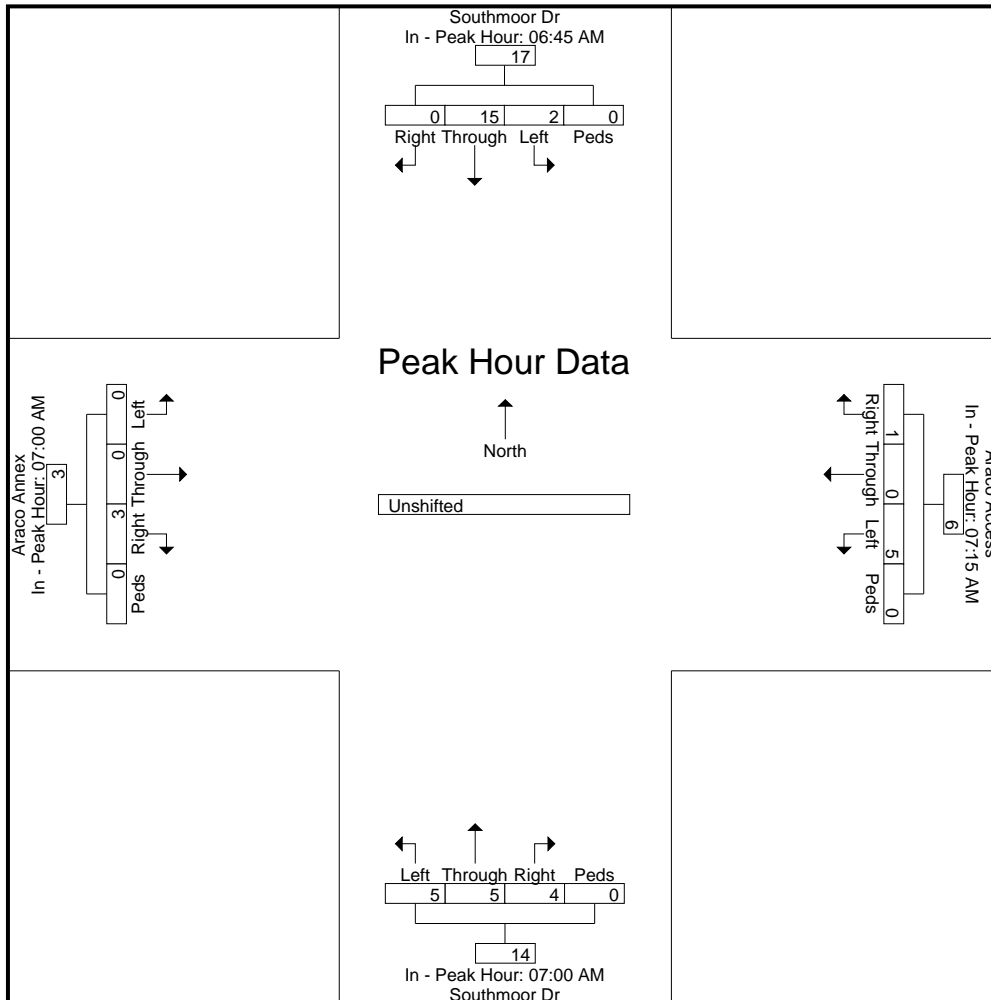 Southmoor Dr
In - Peak Hour: 06:45 AM
17
0 15 2 0
Right Through Left Peds
Peak Hour Data
North
Unshifted
Araco Annex
In - Peak Hour: 07:00 AM
3
0 0 3 0
Left Through Right Peds
Araco Access
In - Peak Hour: 07:15 AM
6
1 0 5 0
Right Through Left Peds
Left Through Right Peds
5 5 4 0
14
In - Peak Hour: 07:00 AM
Southmoor Dr